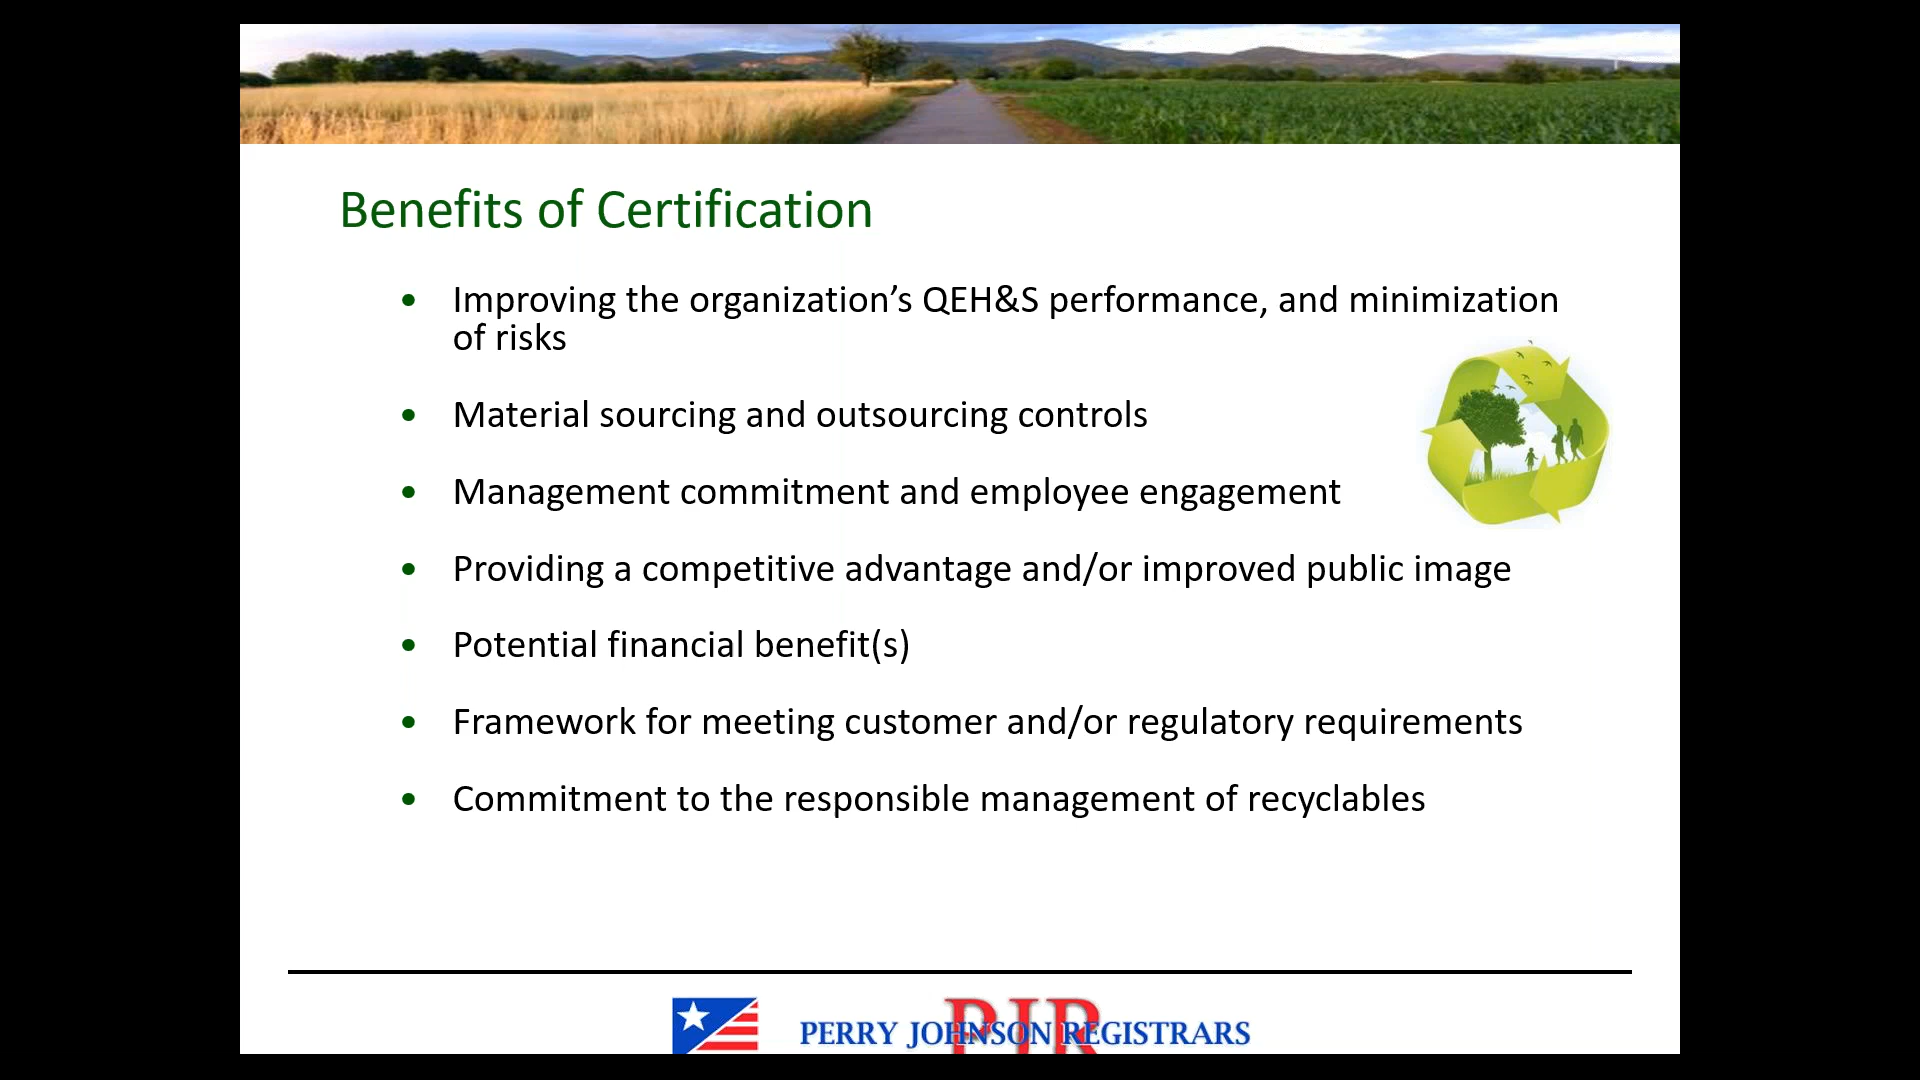 Benefits of Certification
• Improving the organization’s QEH&S performance, and minimization
of risks
• Material sourcing and outsourcing controls
• Management commitment and employee engagement
• Providing a competitive advantage and/or improved public image
• Potential financial benefit(s)
• Framework for meeting customer and/or regulatory requirements
• Commitment to the responsible management of recyclables
PJR
PERRY JOHNSON REGISTRARS